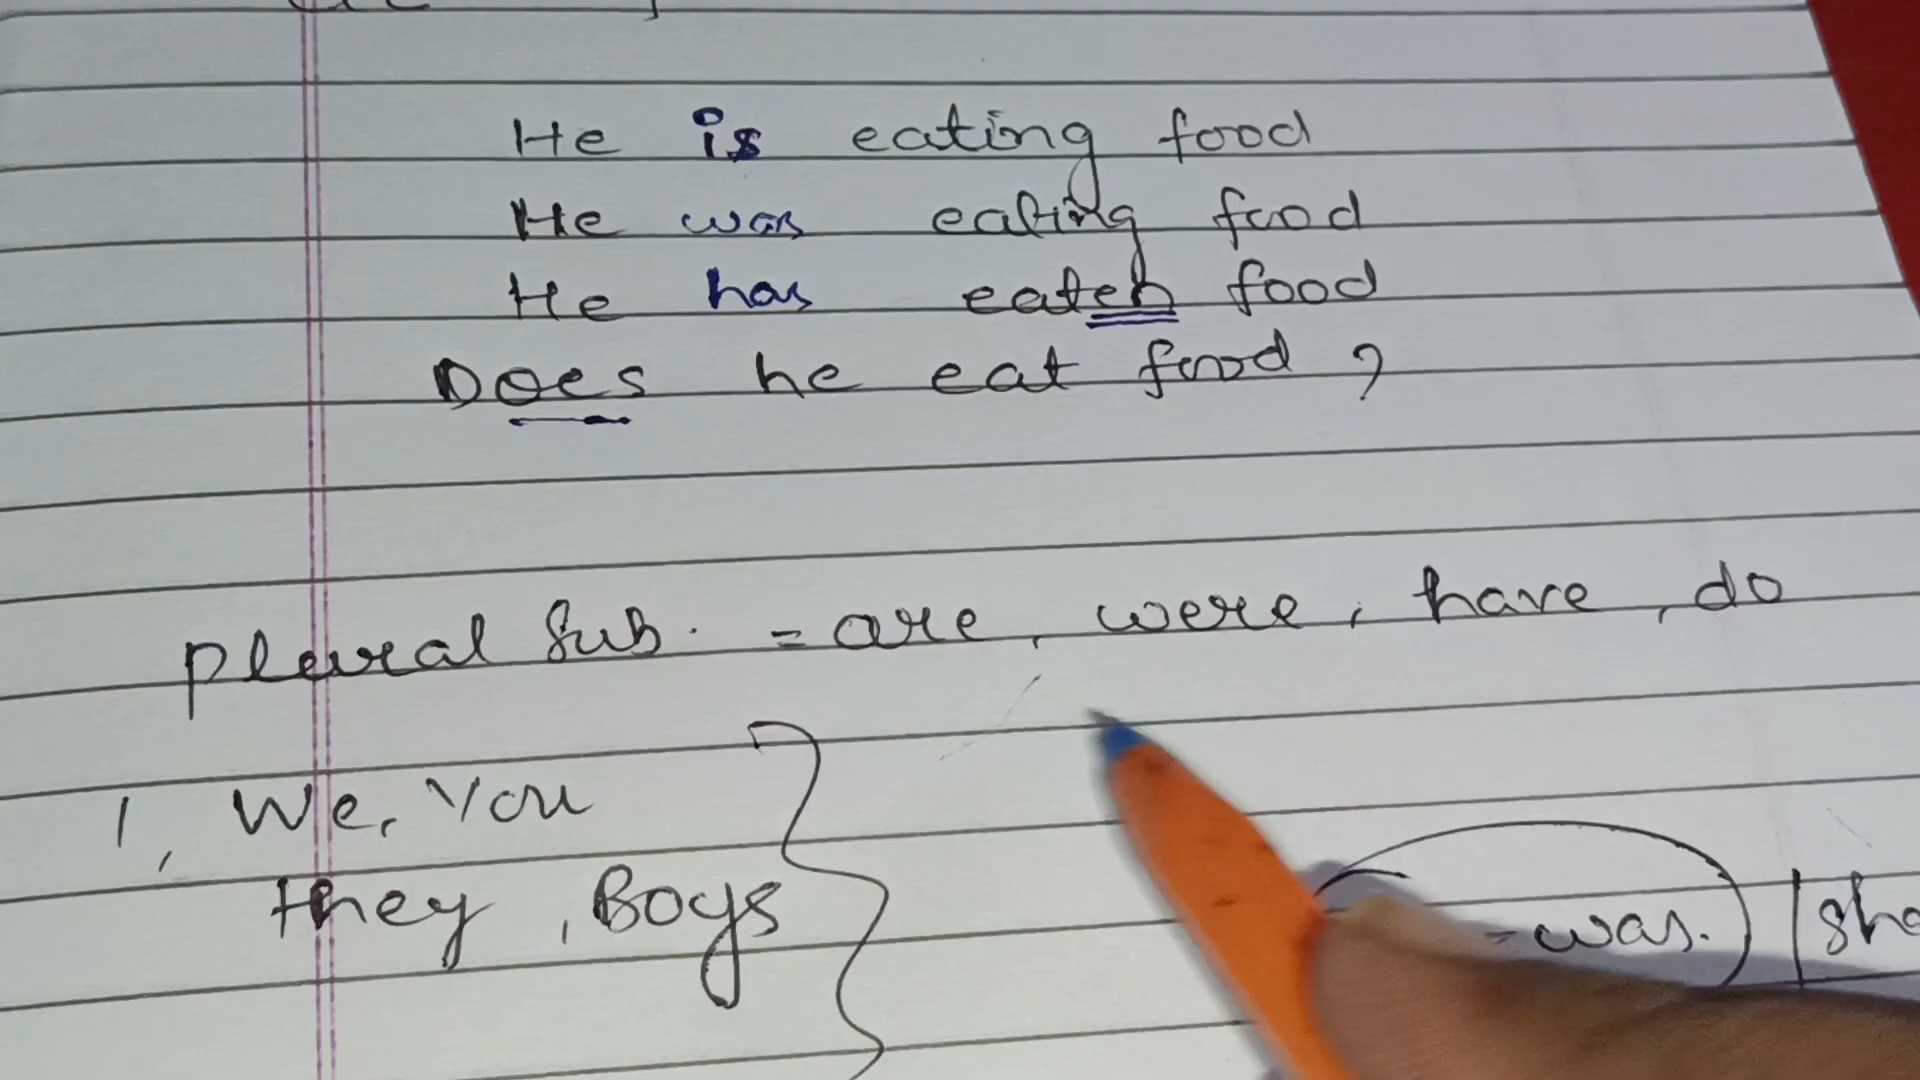 He is eating food
He was eating food
He has eaten food
Does he eat food ?
Pleural Sub. = are, were, have, do
I, We, You
They, Boys
= was.